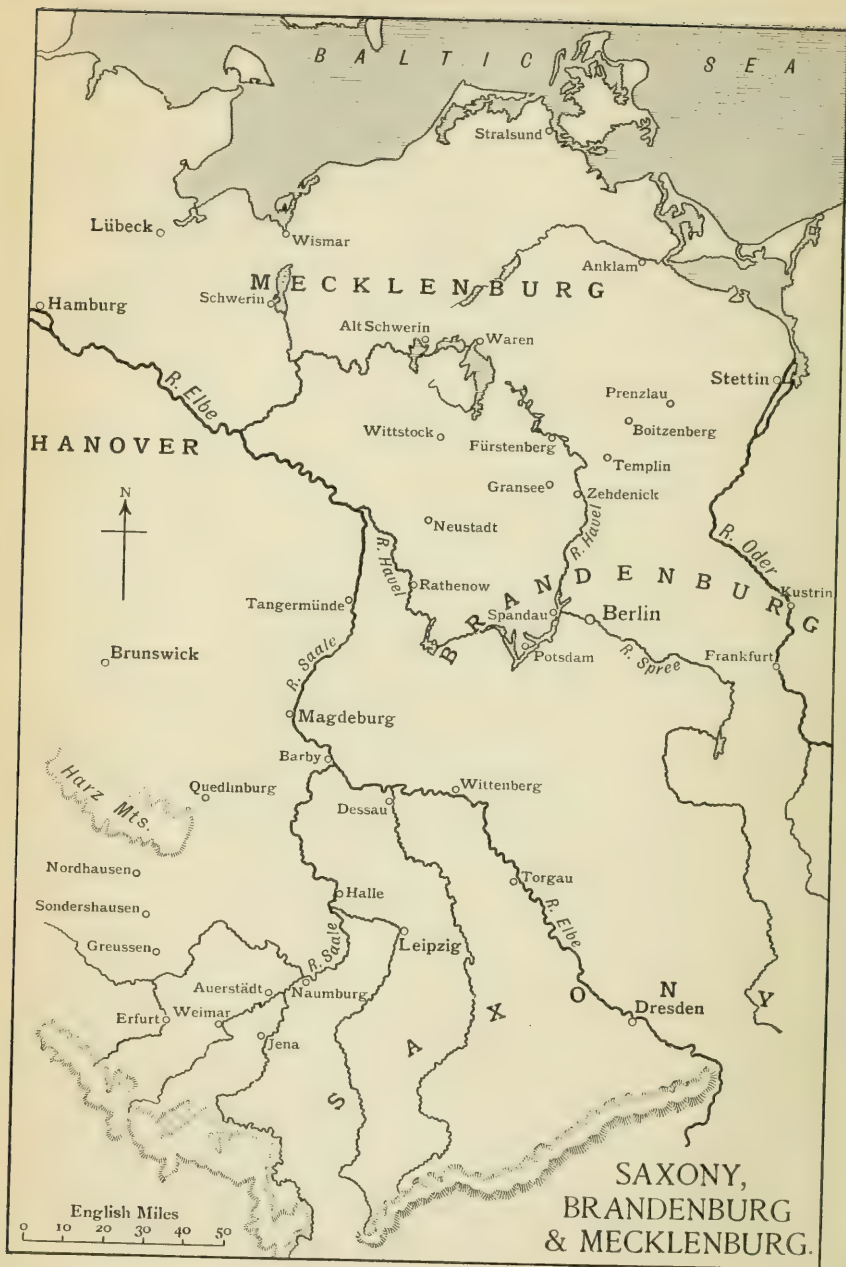 BALTIC SEA
Stralsund
Lübeck
Wismar
Anklam
MECKLENBURG
Schwerin
Hamburg
Alt Schwerin
Waren
R. Elbe
Stettin
Prenzlau
Boitzenberg
Wittstock
Fürstenberg
HANOVER
Templin
Gransee
Zehdenick
N
Neustadt
R. Havel
R. Havel
R. Oder
BRANDENBURG
Rathenow
Kustrin
Tangermünde
Spandau
Berlin
Potsdam
R. Spree
Frankfurt
Brunswick
R. Saale
Magdeburg
Barby
Harz Mts.
Quedlinburg
Wittenberg
Dessau
Nordhausen
Torgau
Halle
Sondershausen
R. Elbe
Leipzig
Greussen
R. Saale
Auerstädt
Naumburg
SAXONY
Erfurt
Weimar
Dresden
Jena
SAXONY,
BRANDENBURG
& MECKLENBURG.
English Miles
0 10 20 30 40 50